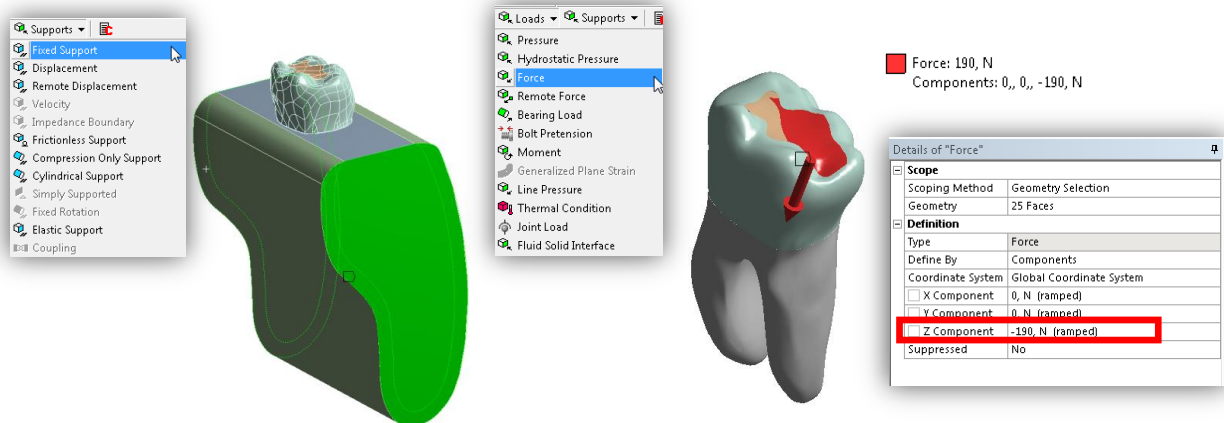 Supports
Fixed Support
Displacement
Remote Displacement
Velocity
Impedance Boundary
Frictionless Support
Compression Only Support
Cylindrical Support
Simply Supported
Fixed Rotation
Elastic Support
Coupling
Loads Supports
Pressure
Hydrostatic Pressure
Force
Remote Force
Bearing Load
Bolt Pretension
Moment
Generalized Plane Strain
Line Pressure
Thermal Condition
Joint Load
Fluid Solid Interface
Force: 190, N
Components: 0,, 0,, -190, N
Details of "Force"
Scope
Scoping Method Geometry Selection
Geometry 25 Faces
Definition
Type Force
Define By Components
Coordinate System Global Coordinate System
X Component 0, N (ramped)
Y Component 0, N (ramped)
Z Component -190, N (ramped)
Suppressed No